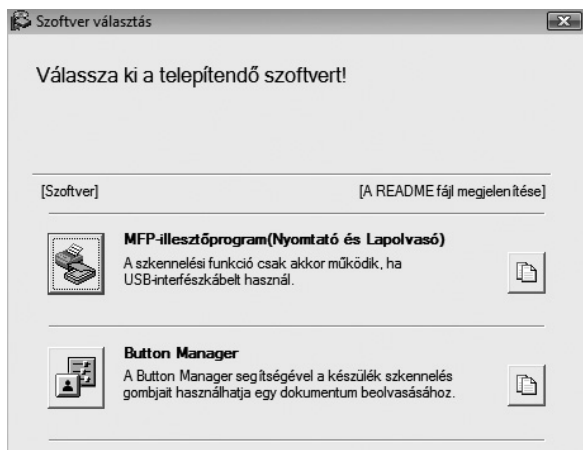 Szoftver választás
Válassza ki a telepítendő szoftvert!
[Szoftver] [A README fájl megjelenítése]
MFP-illesztőprogram(Nyomtató és Lapolvasó)
A szkennelési funkció csak akkor működik, ha
USB-interfészkábelt használ.
Button Manager
A Button Manager segítségével a készülék szkennelés
gombjait használhatja egy dokumentum beolvasásához.